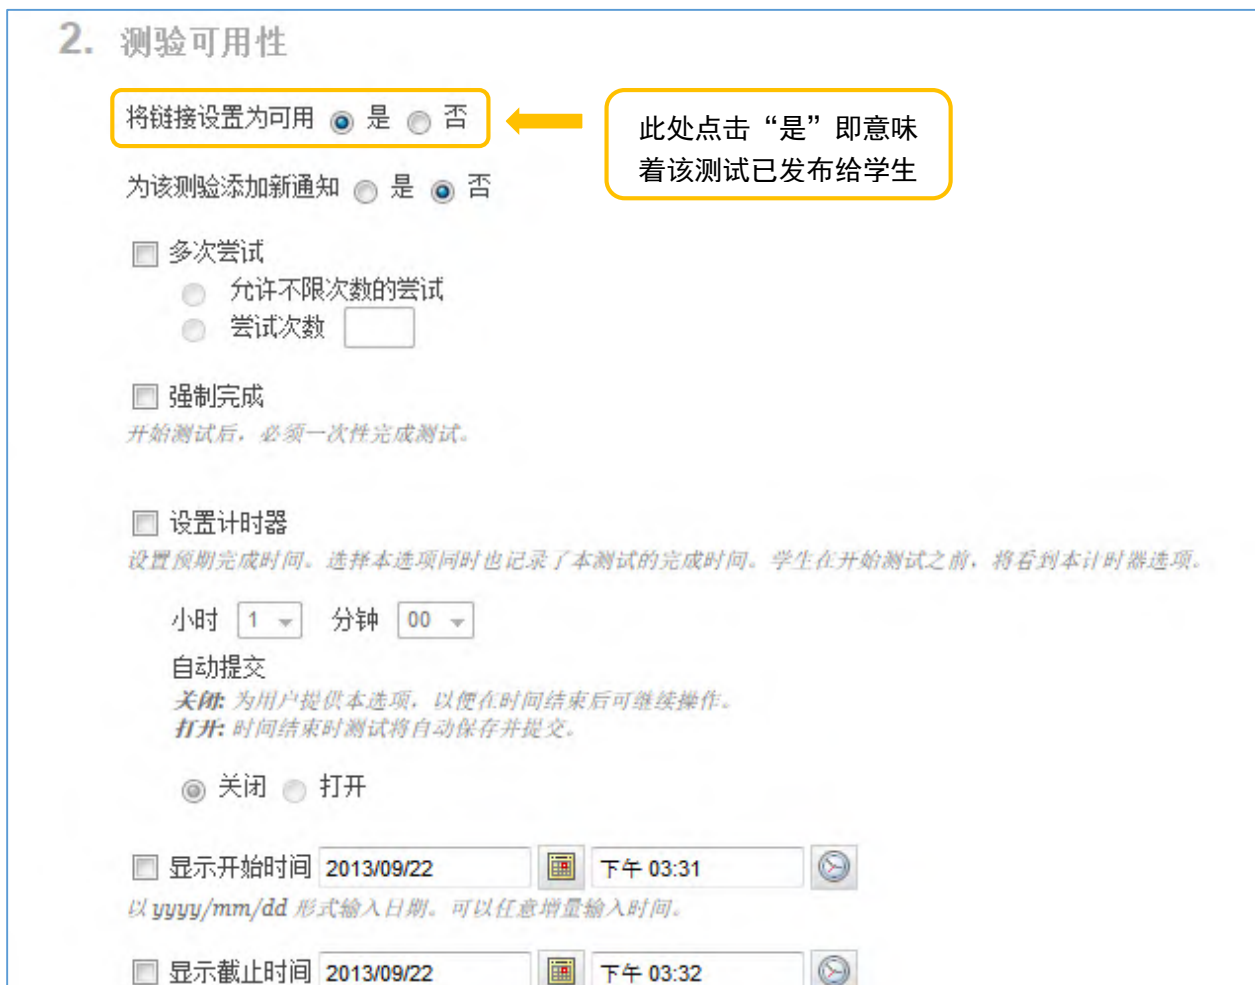 2. 测验可用性
将链接设置为可用 是 否
此处点击“是”即意味
着该测试已发布给学生
为该测验添加新通知 是 否
多次尝试
允许不限次数的尝试
尝试次数
强制完成
开始测试后，必须一次性完成测试。
设置计时器
设置预期完成时间。选择本选项同时也记录了本测试的完成时间。学生在开始测试之前，将看到本计时器选项。
小时 1 分钟 00
自动提交
关闭: 为用户提供本选项，以便在时间结束后可继续操作。
打开: 时间结束时测试将自动保存并提交。
关闭 打开
显示开始时间 2013/09/22 下午 03:31
以 yyyy/mm/dd 形式输入日期。可以任意增量输入时间。
显示截止时间 2013/09/22 下午 03:32